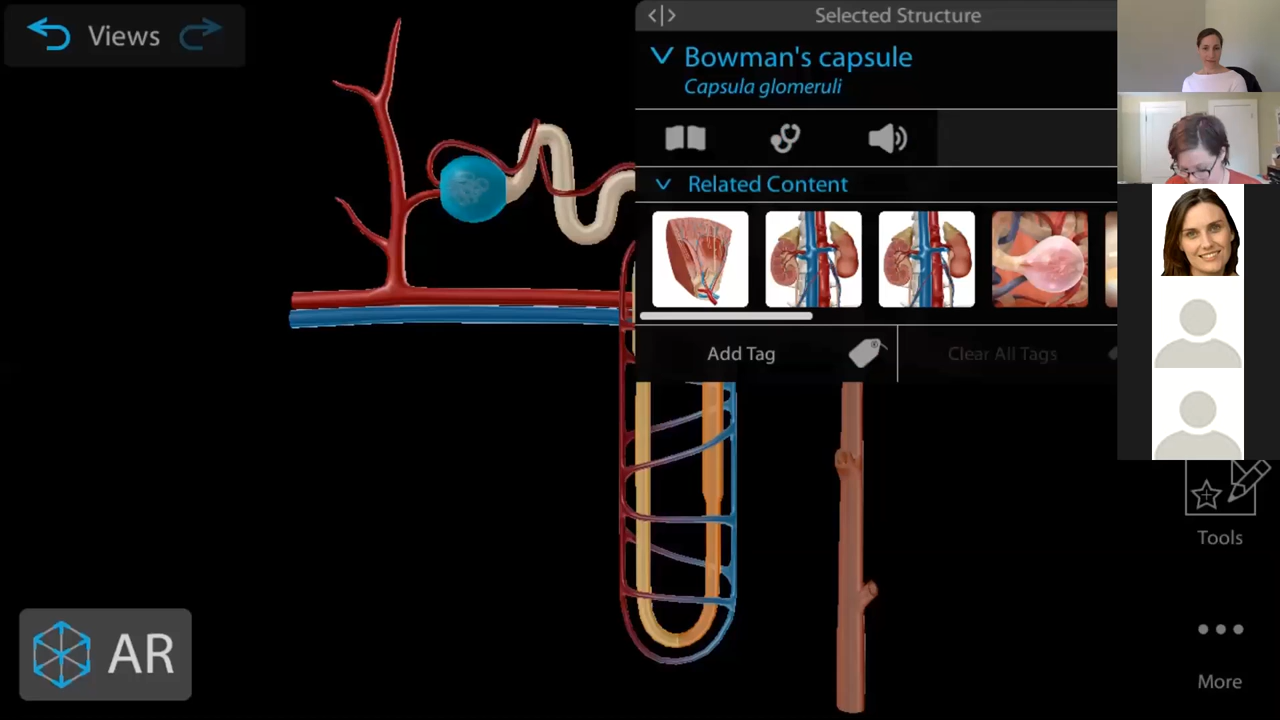 Views
Selected Structure
Bowman's capsule
Capsula glomeruli
Related Content
Add Tag
Clear All Tags
Tools
More
AR